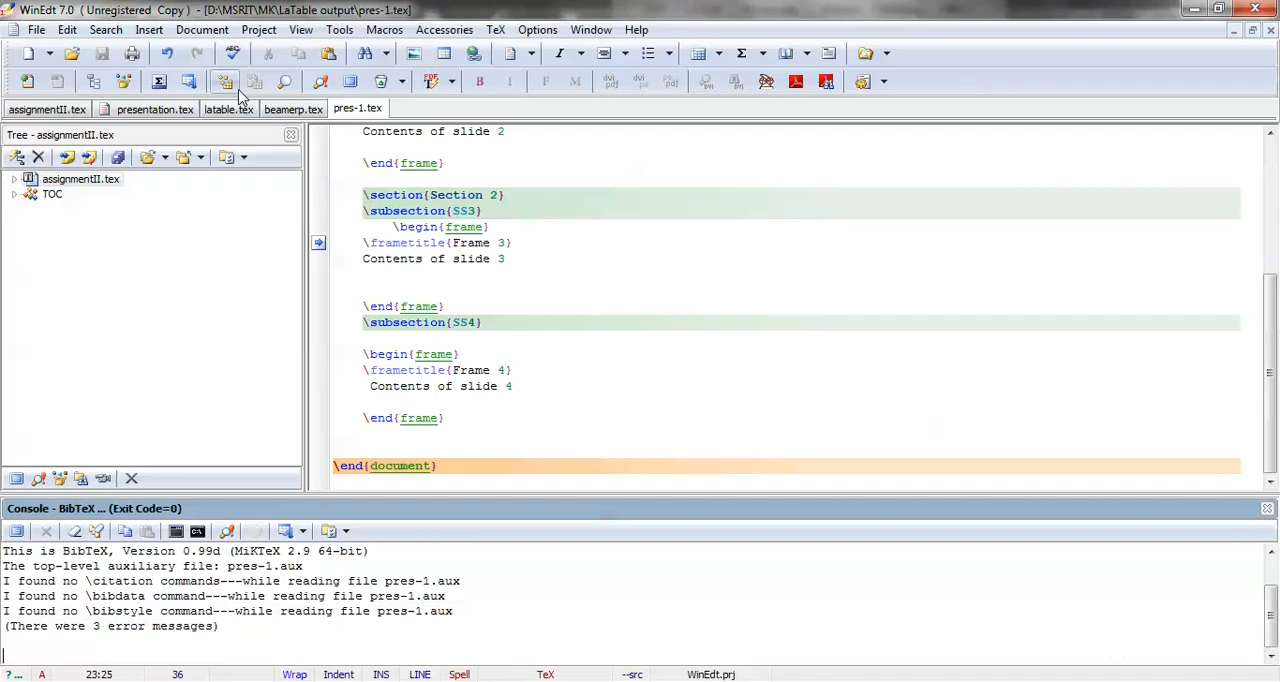 WinEdt 7.0  ( Unregistered  Copy )  - [D:\MSRIT\MK\LaTable output\pres-1.tex]
File Edit Search Insert Document Project View Tools Macros Accessories TeX Options Window Help
assignmentII.tex presentation.tex latable.tex beamerp.tex pres-1.tex
Tree - assignmentII.tex
assignmentII.tex
TOC
Contents of slide 2
\end{frame}
\section{Section 2}
\subsection{SS3}
\begin{frame}
\frametitle{Frame 3}
Contents of slide 3
\end{frame}
\subsection{SS4}
\begin{frame}
\frametitle{Frame 4}
Contents of slide 4
\end{frame}
\end{document}
Console - BibTeX ... (Exit Code=0)
This is BibTeX, Version 0.99d (MiKTeX 2.9 64-bit)
The top-level auxiliary file: pres-1.aux
I found no \citation commands---while reading file pres-1.aux
I found no \bibdata command---while reading file pres-1.aux
I found no \bibstyle command---while reading file pres-1.aux
(There were 3 error messages)
? ... A 23:25 36 Wrap Indent INS LINE Spell TeX --src WinEdt.prj